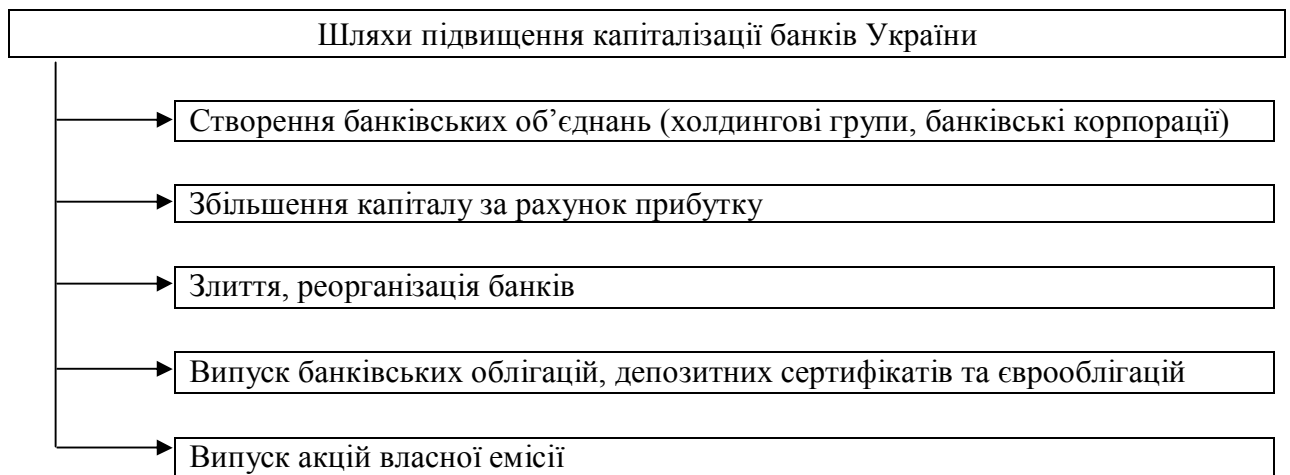 Шляхи підвищення капіталізації банків України
Створення банківських об’єднань (холдингові групи, банківські корпорації)
Збільшення капіталу за рахунок прибутку
Злиття, реорганізація банків
Випуск банківських облігацій, депозитних сертифікатів та єврооблігацій
Випуск акцій власної емісії